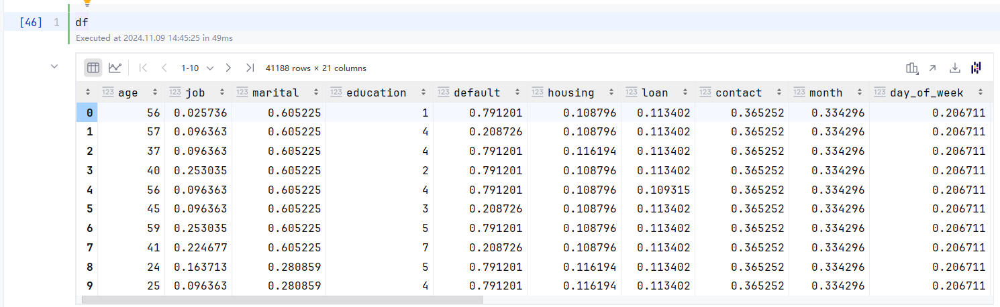 [46] 1 df
Executed at 2024.11.09 14:45:25 in 49ms
1-10 41188 rows × 21 columns
123 age 123 job 123 marital 123 education 123 default 123 housing 123 loan 123 contact 123 month 123 day_of_week
0 56 0.025736 0.605225 1 0.791201 0.108796 0.113402 0.365252 0.334296 0.206711
1 57 0.096363 0.605225 4 0.208726 0.108796 0.113402 0.365252 0.334296 0.206711
2 37 0.096363 0.605225 4 0.791201 0.116194 0.113402 0.365252 0.334296 0.206711
3 40 0.253035 0.605225 2 0.791201 0.108796 0.113402 0.365252 0.334296 0.206711
4 56 0.096363 0.605225 4 0.791201 0.108796 0.109315 0.365252 0.334296 0.206711
5 45 0.096363 0.605225 3 0.208726 0.108796 0.113402 0.365252 0.334296 0.206711
6 59 0.253035 0.605225 5 0.791201 0.108796 0.113402 0.365252 0.334296 0.206711
7 41 0.224677 0.605225 7 0.208726 0.108796 0.113402 0.365252 0.334296 0.206711
8 24 0.163713 0.280859 5 0.791201 0.116194 0.113402 0.365252 0.334296 0.206711
9 25 0.096363 0.280859 4 0.791201 0.116194 0.113402 0.365252 0.334296 0.206711